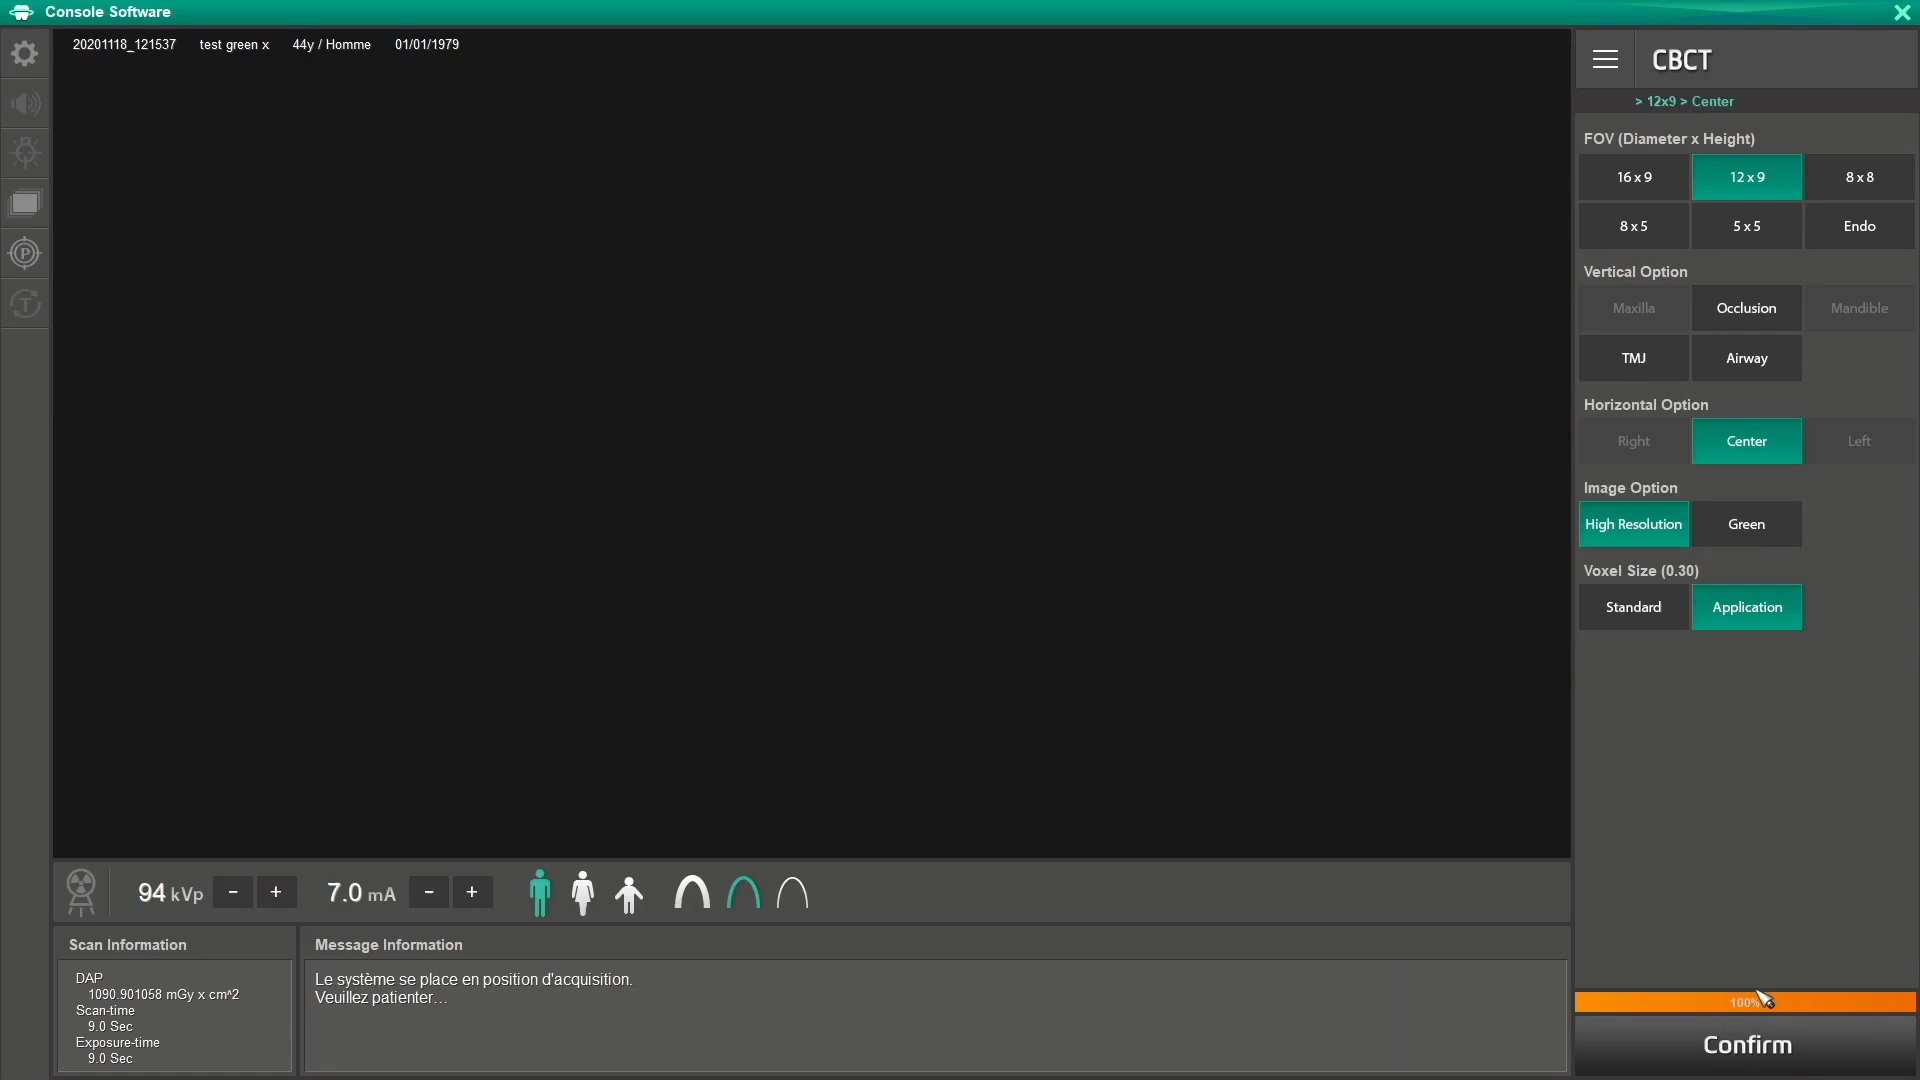 Console Software
20201118_121537 test green x 44y / Homme 01/01/1979
CBCT
> 12x9 > Center
FOV (Diameter x Height)
16 x 9 12 x 9 8 x 8
8 x 5 5 x 5 Endo
Vertical Option
Maxilla Occlusion Mandible
TMJ Airway
Horizontal Option
Right Center Left
Image Option
High Resolution Green
Voxel Size (0.30)
Standard Application
P
T
94 kVp - + 7.0 mA - +
Scan Information
DAP
1090.901058 mGy x cm^2
Scan-time
9.0 Sec
Exposure-time
9.0 Sec
Message Information
Le système se place en position d'acquisition.
Veuillez patienter...
100%
Confirm